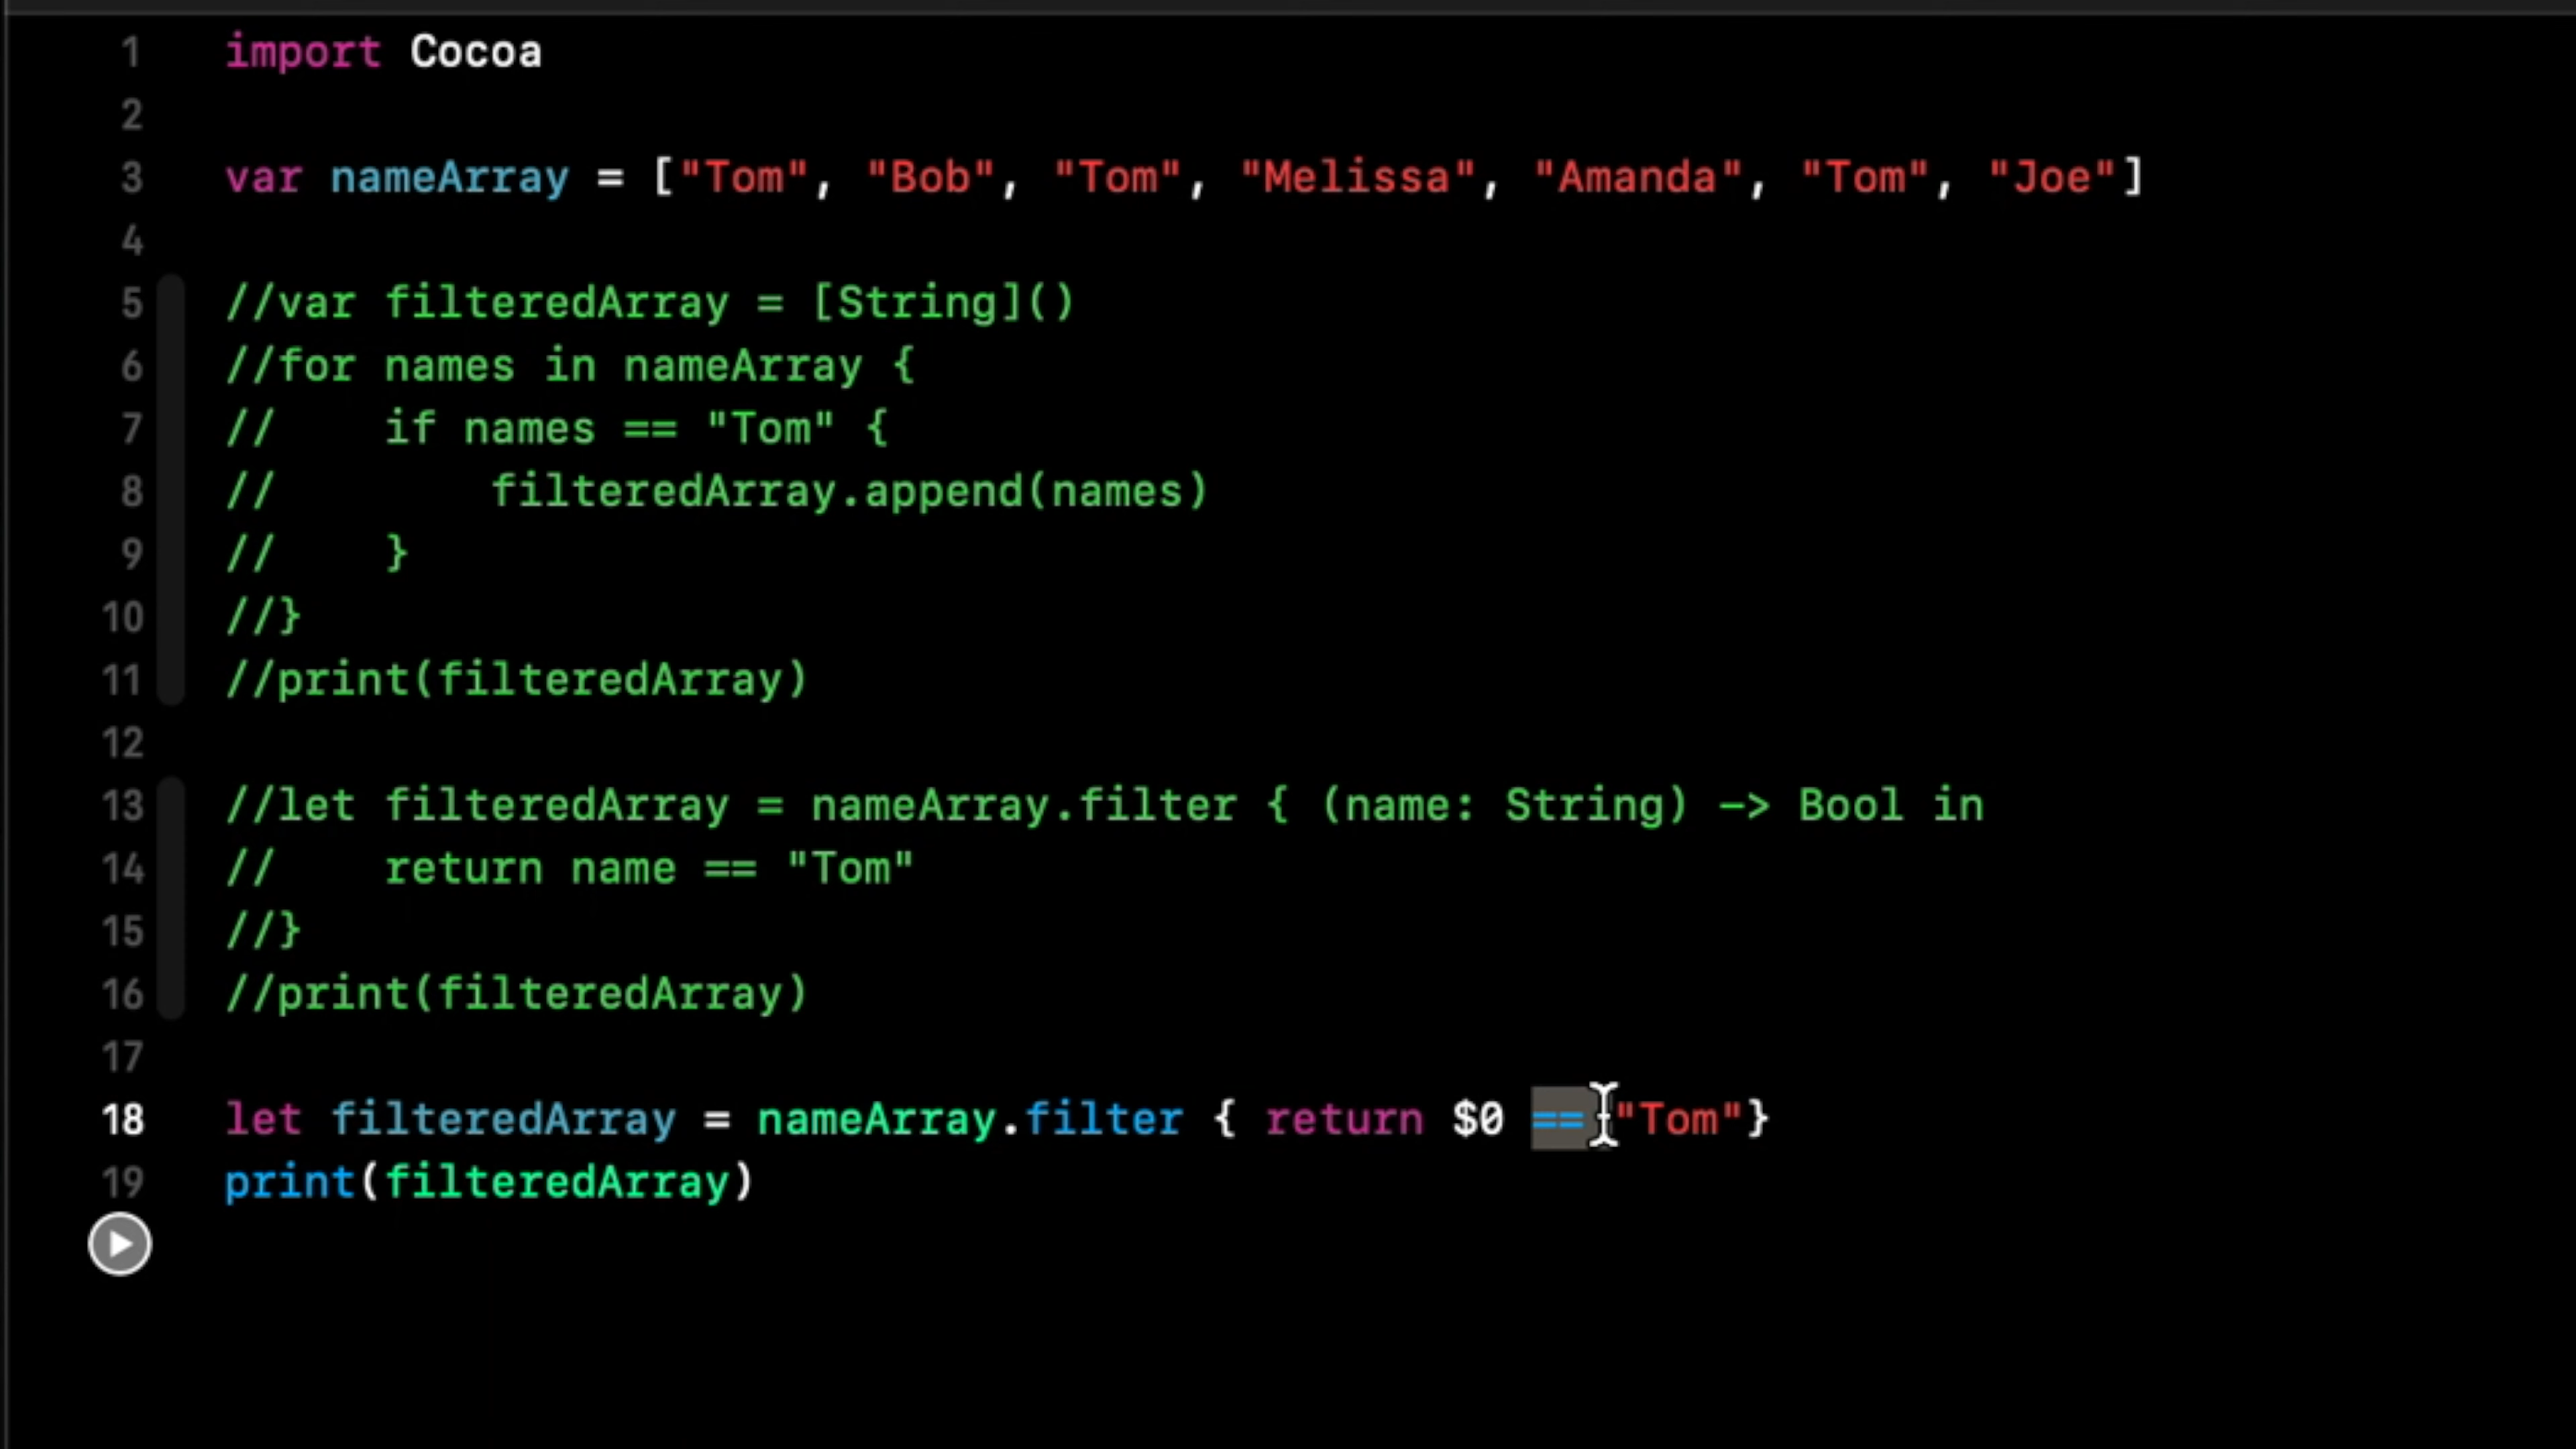 1 import Cocoa
2
3 var nameArray = ["Tom", "Bob", "Tom", "Melissa", "Amanda", "Tom", "Joe"]
4
5 //var filteredArray = [String]()
6 //for names in nameArray {
7 //    if names == "Tom" {
8 //        filteredArray.append(names)
9 //    }
10 //}
11 //print(filteredArray)
12
13 //let filteredArray = nameArray.filter { (name: String) -> Bool in
14 //    return name == "Tom"
15 //}
16 //print(filteredArray)
17
18 let filteredArray = nameArray.filter { return $0 == "Tom"}
19 print(filteredArray)